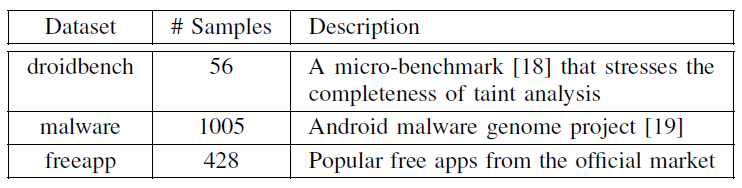 Dataset # Samples Description
droidbench 56 A micro-benchmark [18] that stresses the
completeness of taint analysis
malware 1005 Android malware genome project [19]
freeapp 428 Popular free apps from the official market